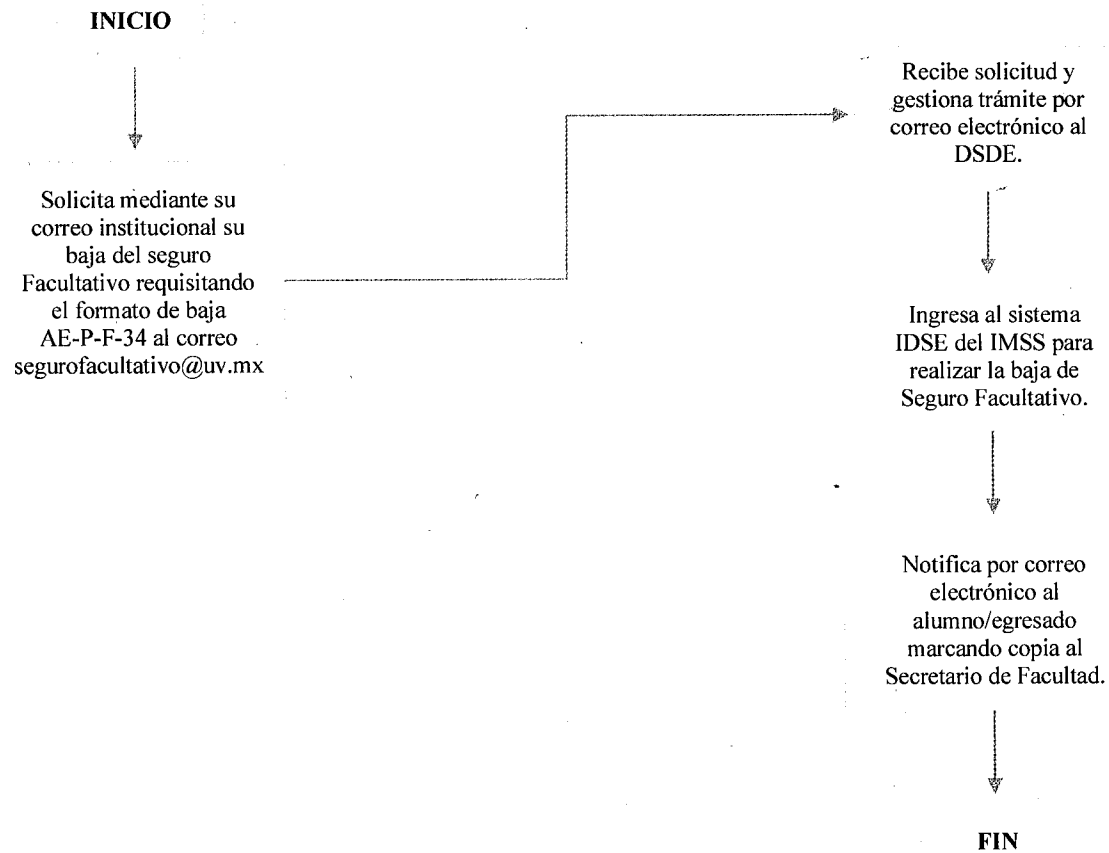 INICIO
Solicita mediante su
correo institucional su
baja del seguro
Facultativo requisitando
el formato de baja
AE-P-F-34 al correo
segurofacultativo@uv.mx
Recibe solicitud y
gestiona trámite por
correo electrónico al
DSDE.
Ingresa al sistema
IDSE del IMSS para
realizar la baja de
Seguro Facultativo.
Notifica por correo
electrónico al
alumno/egresado
marcando copia al
Secretario de Facultad.
FIN